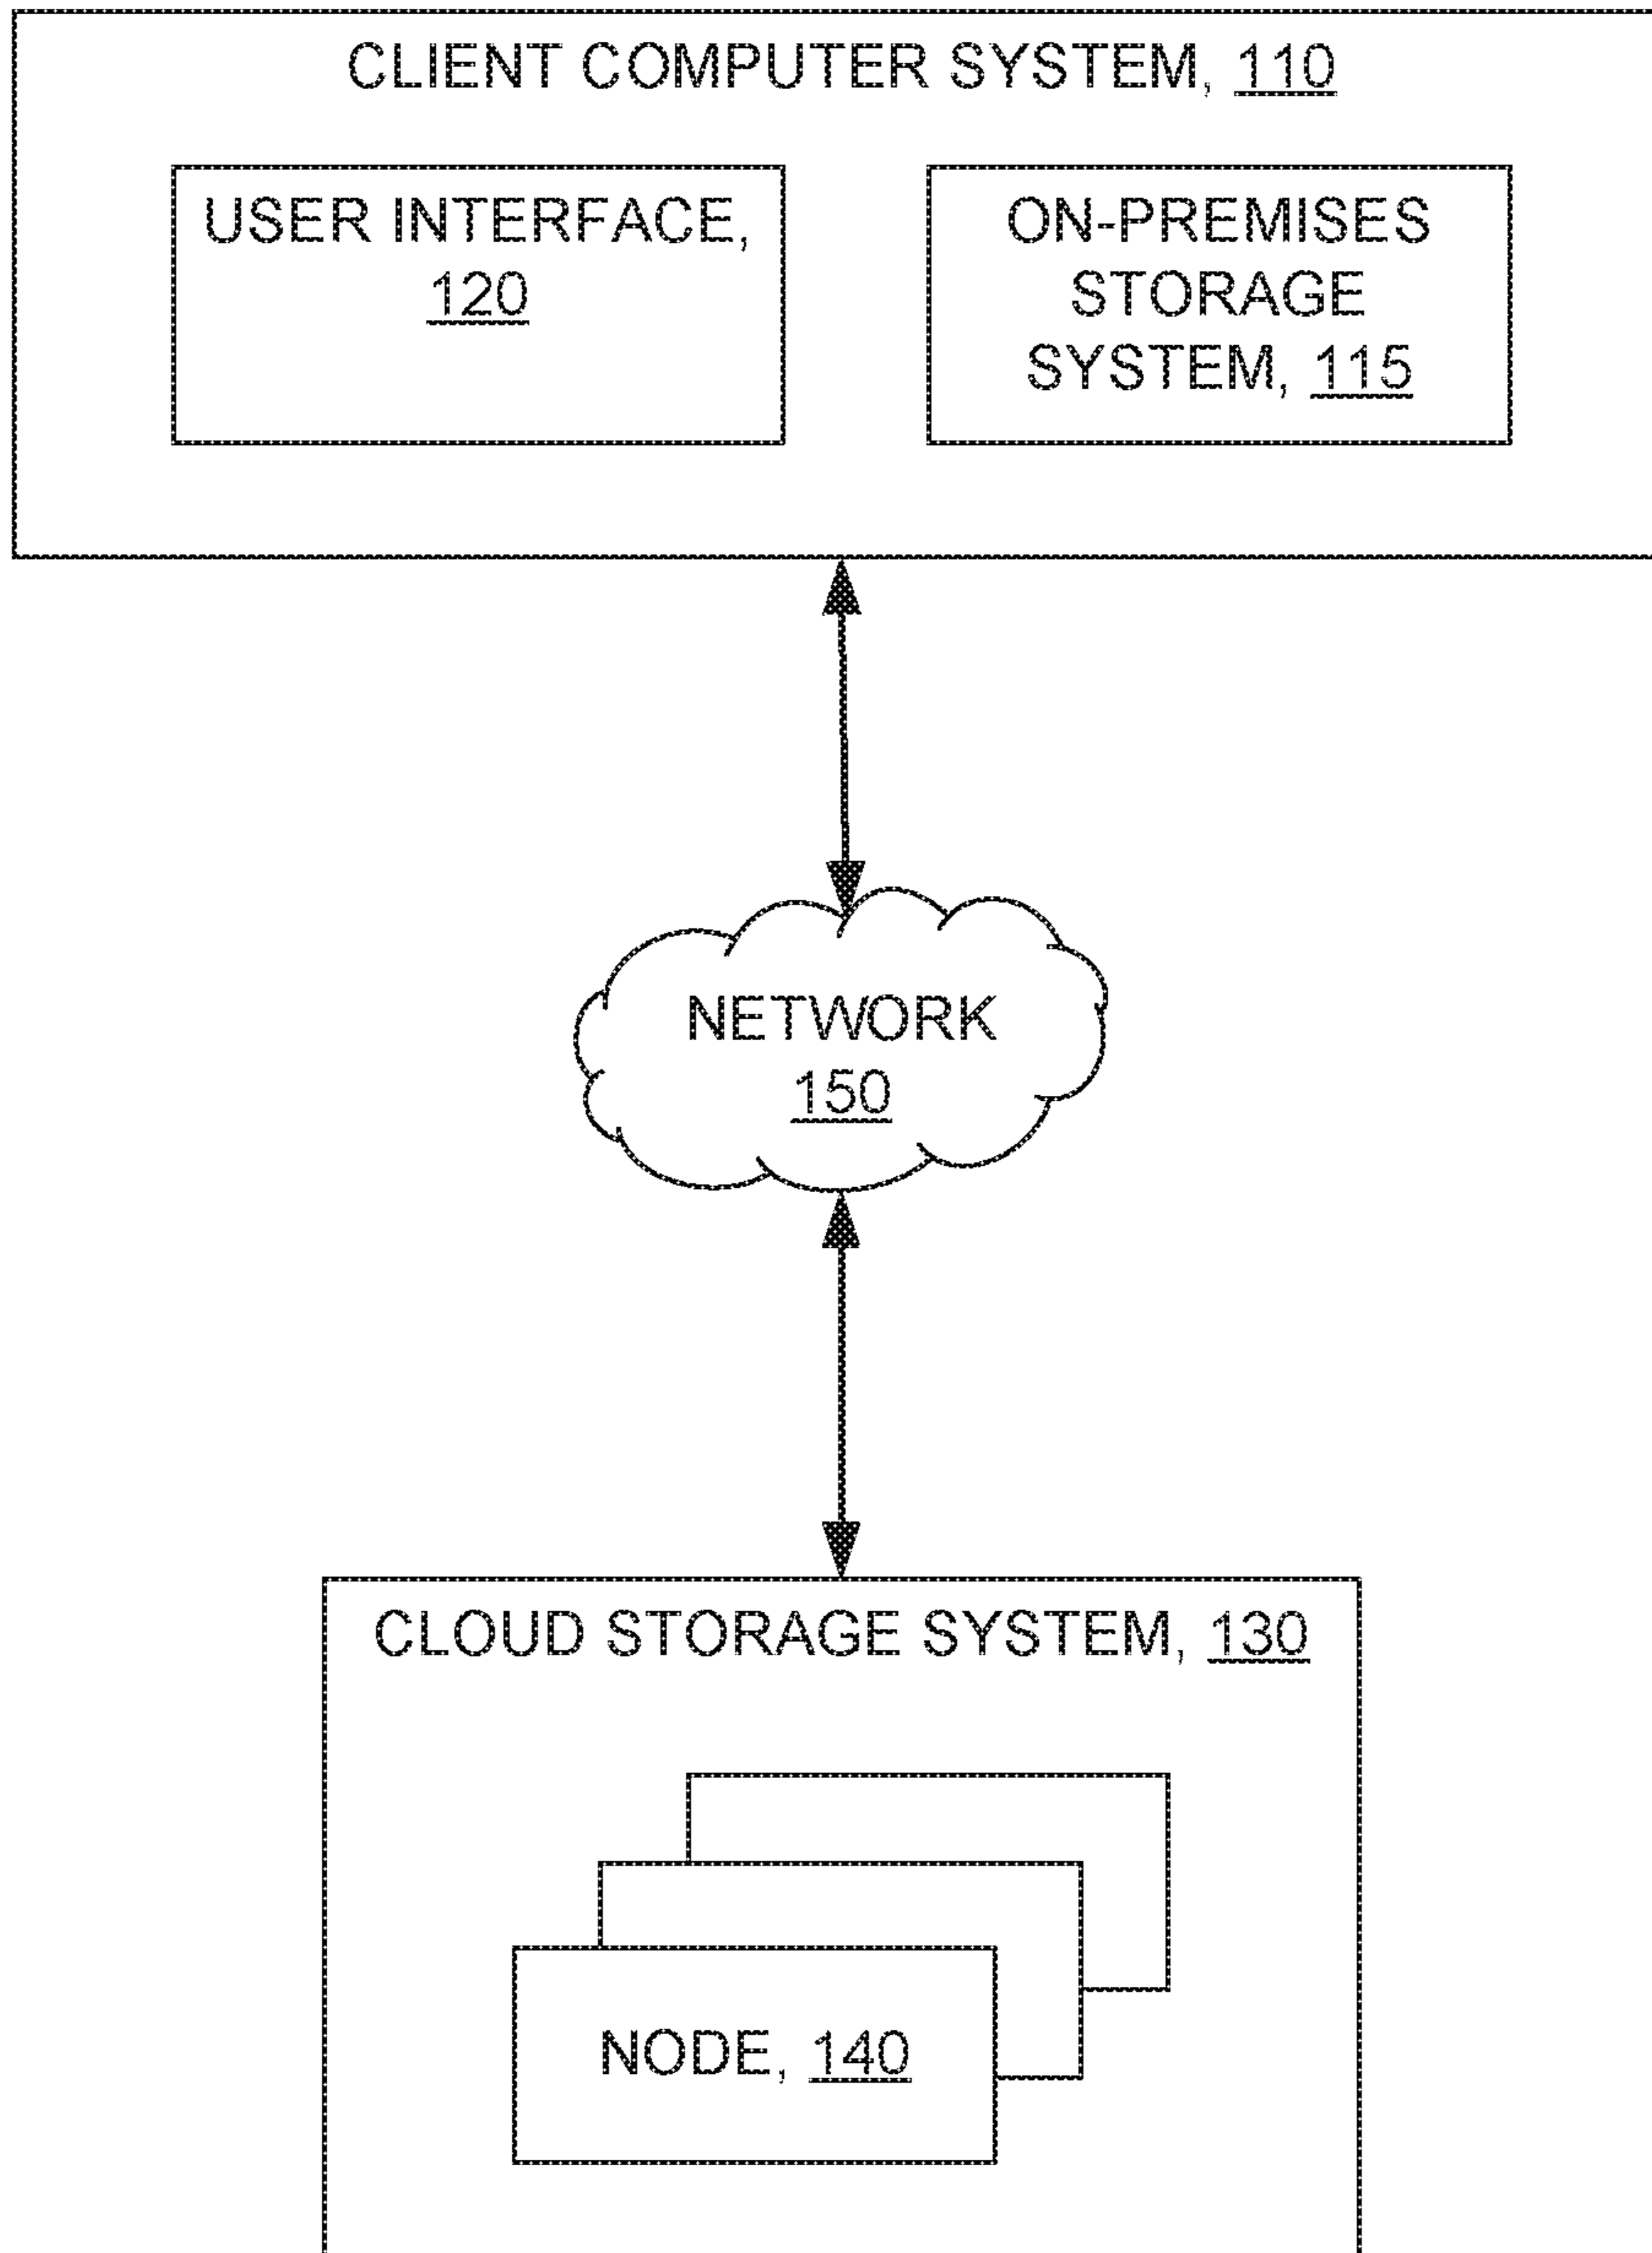 CLIENT COMPUTER SYSTEM, 110
USER INTERFACE,
120
ON-PREMISES
STORAGE
SYSTEM, 115
NETWORK
150
CLOUD STORAGE SYSTEM, 130
NODE, 140